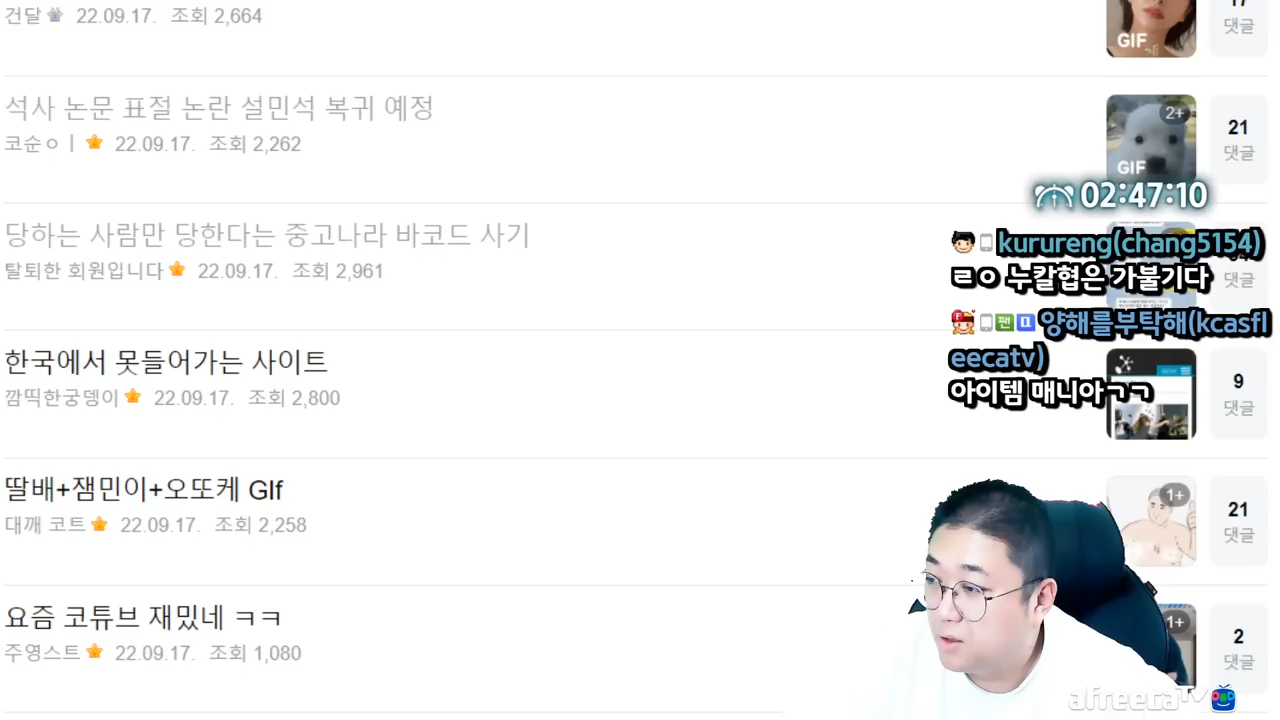 건달 22.09.17. 조회 2,664
GIF
17
댓글
석사 논문 표절 논란 설민석 복귀 예정
코순ㅇㅣ 22.09.17. 조회 2,262
2+
GIF
21
댓글
02:47:10
당하는 사람만 당한다는 중고나라 바코드 사기
탈퇴한 회원입니다 22.09.17. 조회 2,961
댓글
kurureng(chang5154)
ㄹㅇ 누칼협은 가불기다
F 팬
양해를부탁해(kcasfl
eecatv)
아이템 매니아ㄱㄱ
한국에서 못들어가는 사이트
깜띡한궁뎅이 22.09.17. 조회 2,800
9
댓글
딸배+잼민이+오또케 GIf
대깨 코트 22.09.17. 조회 2,258
1+
21
댓글
요즘 코튜브 재밌네 ㅋㅋ
주영스트 22.09.17. 조회 1,080
1+
2
댓글
afreecaTV